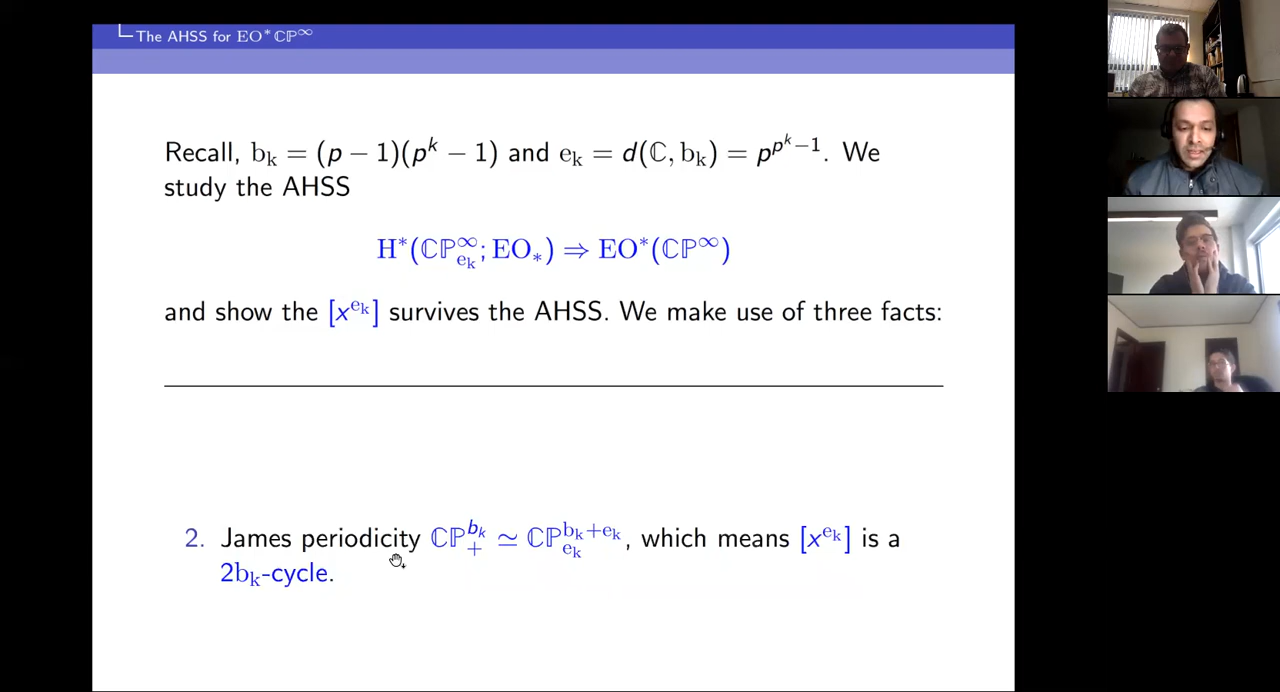 The AHSS for EO*ℂℙ^∞
Recall, b_k = (p − 1)(p^k − 1) and e_k = d(ℂ, b_k) = p^{p^k−1}. We
study the AHSS
H*(ℂℙ^∞_{e_k}; EO_*) ⇒ EO*(ℂℙ^∞)
and show the [x^{e_k}] survives the AHSS. We make use of three facts:
2. James periodicity ℂℙ^{b_k}_+ ≃ ℂℙ^{b_k+e_k}_{e_k}, which means [x^{e_k}] is a
2b_k-cycle.